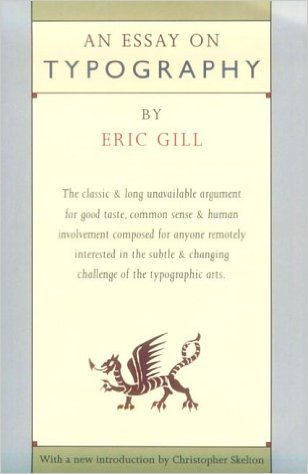 AN ESSAY ON
TYPOGRAPHY
BY
ERIC GILL
The classic & long unavailable argument
for good taste, common sense & human
involvement composed for anyone remotely
interested in the subtle & changing
challenge of the typographic arts.
With a new introduction by Christopher Skelton